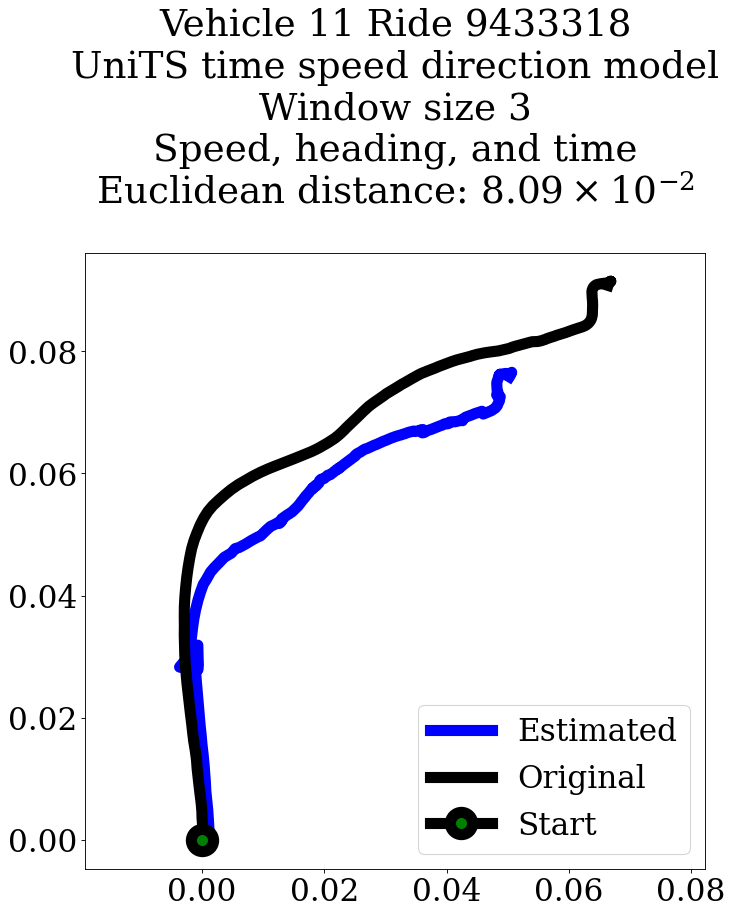 Vehicle 11 Ride 9433318
UniTS time speed direction model
Window size 3
Speed, heading, and time
Euclidean distance: 8.09 × 10⁻²
0.08
0.06
0.04
0.02
0.00
Estimated
Original
Start
0.00 0.02 0.04 0.06 0.08